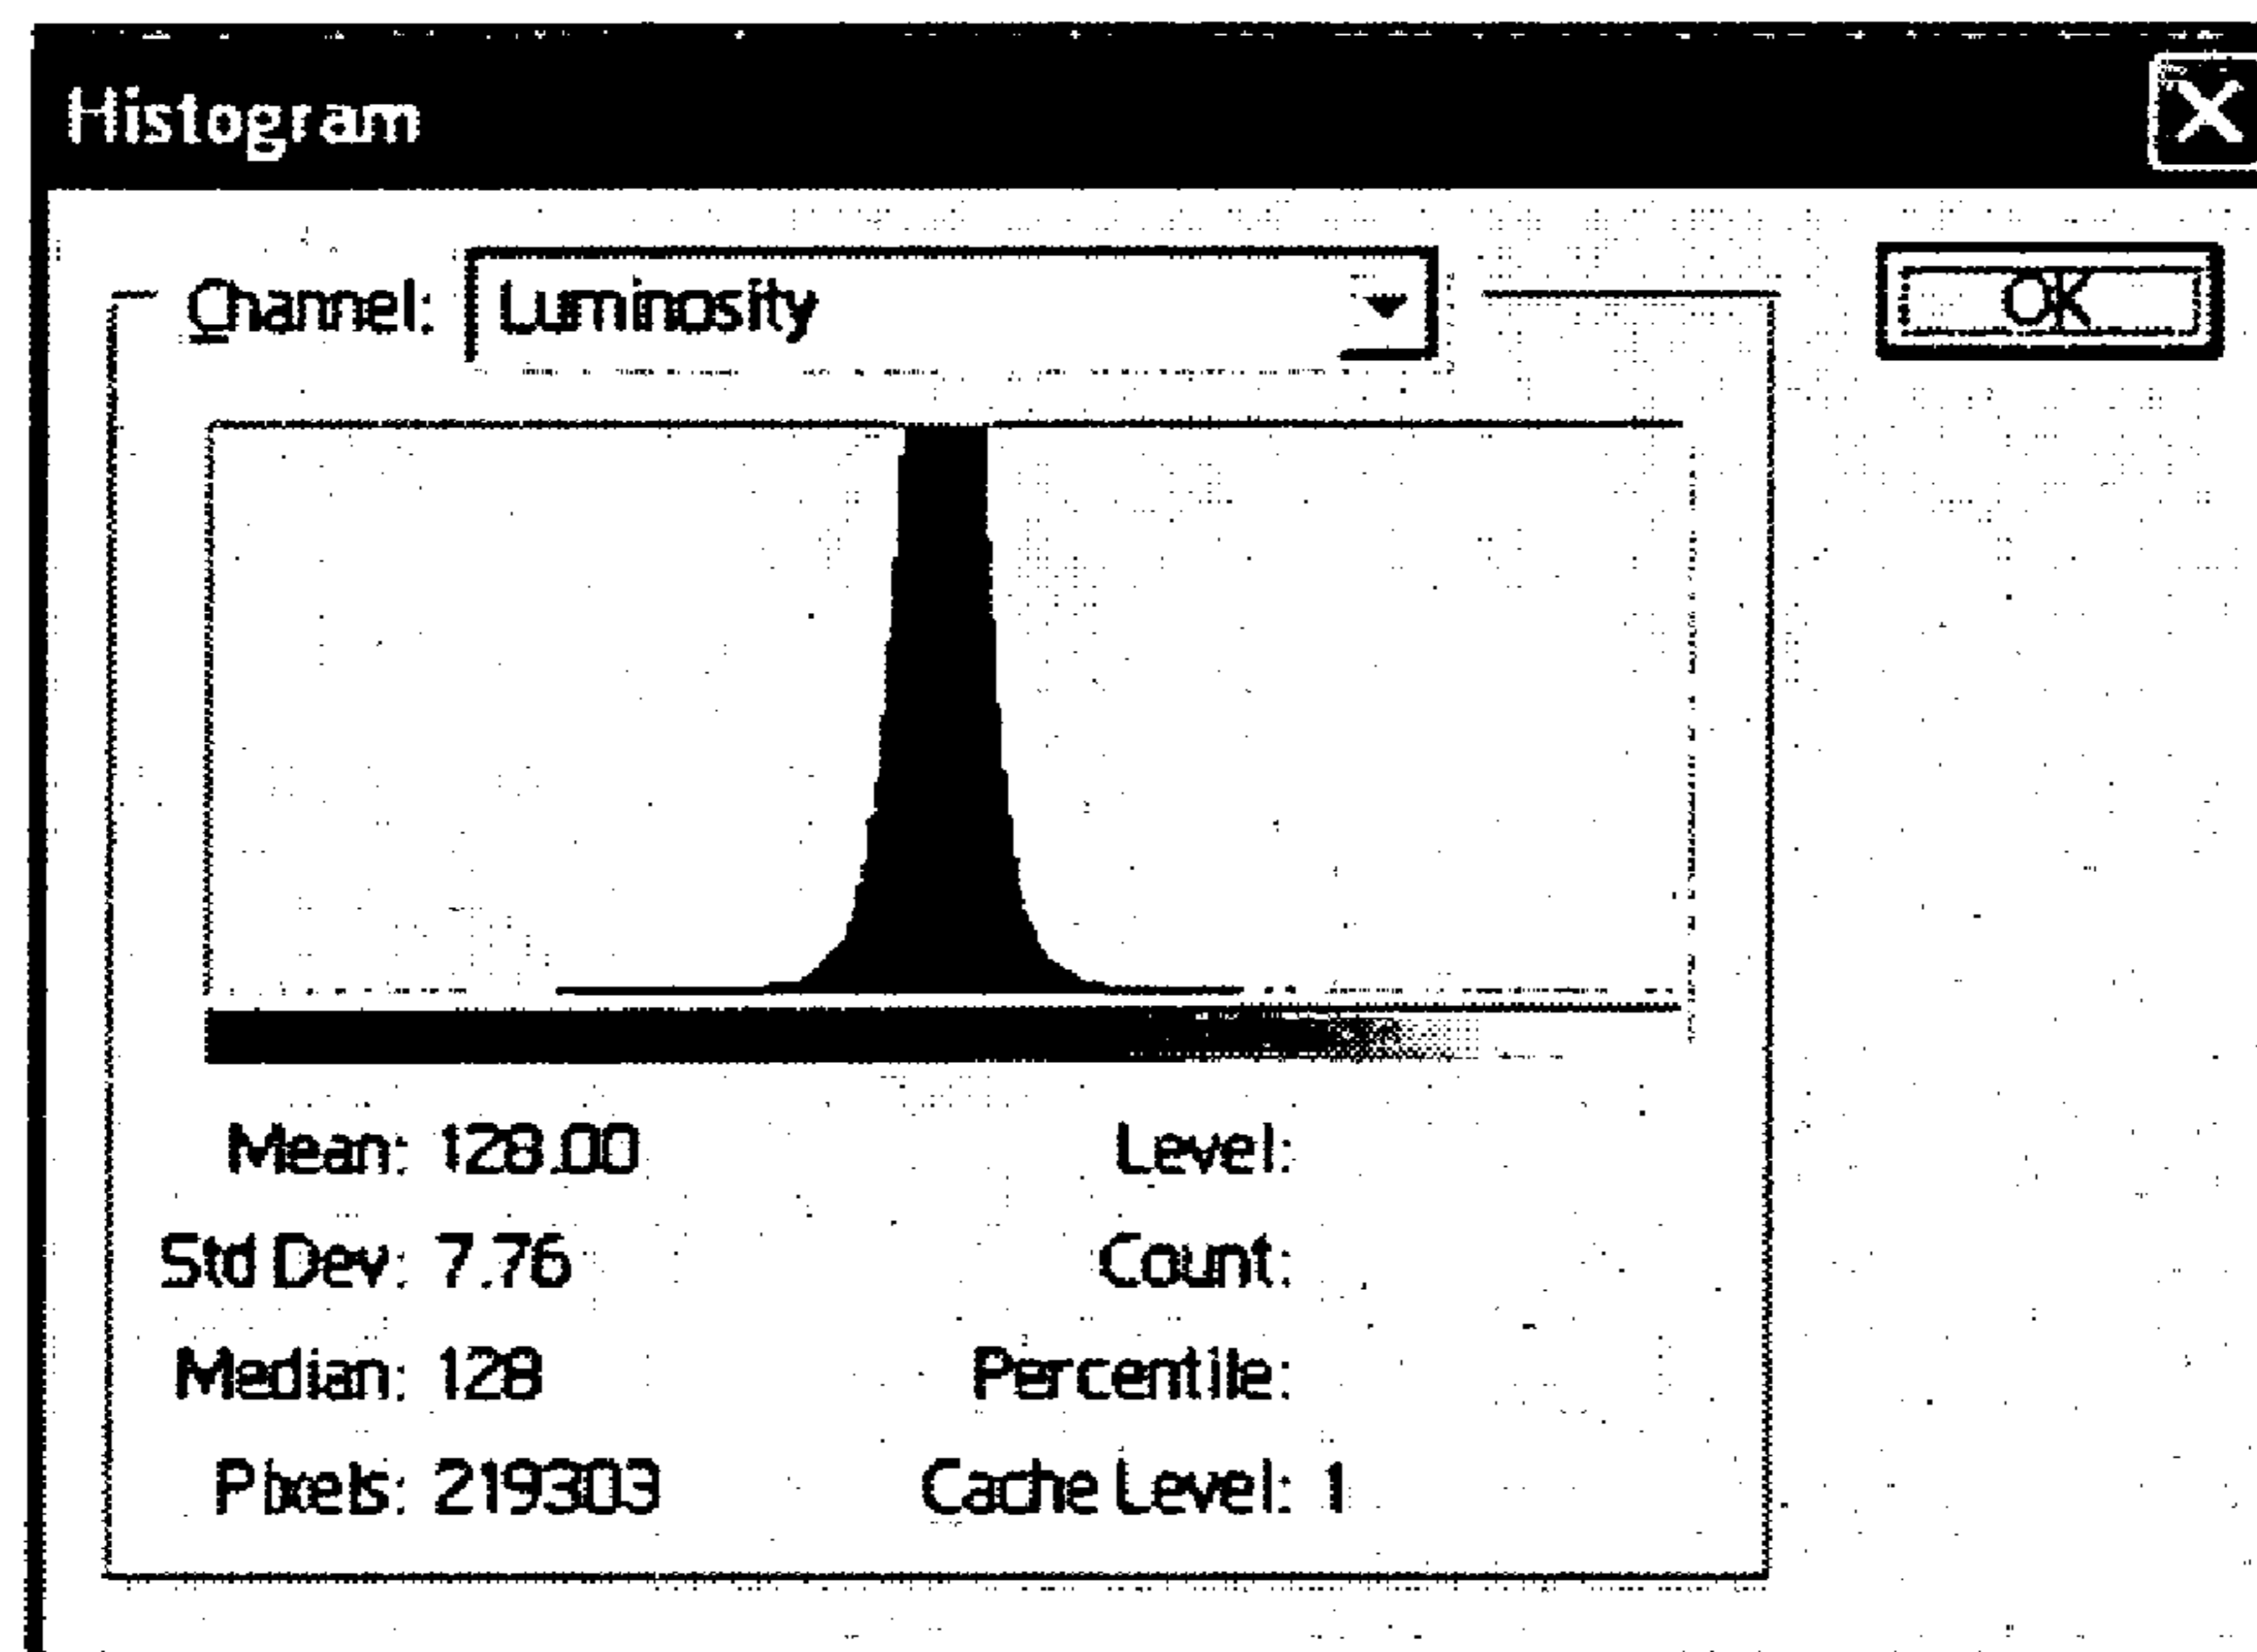 Histogram
Channel: Luminosity
OK
Mean: 128.00
Level:
Std Dev: 7.76
Count:
Median: 128
Percentile:
Pixels: 219303
Cache Level: 1